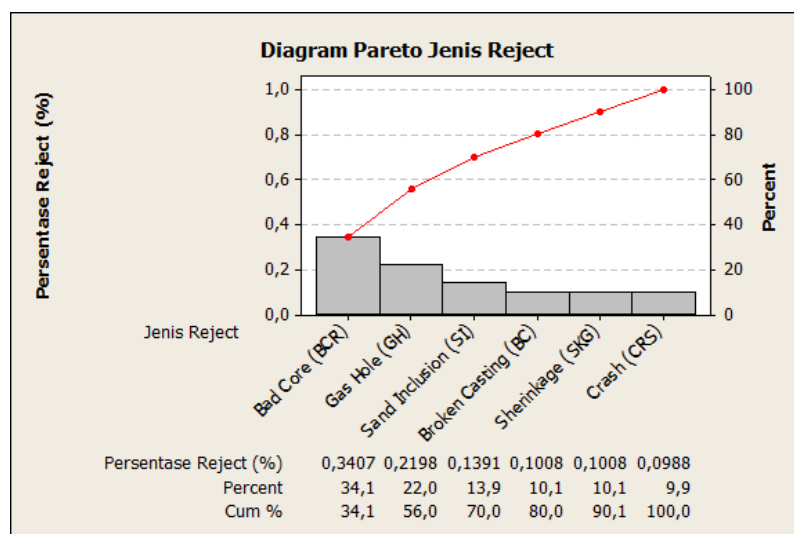 Diagram Pareto Jenis Reject
Persentase Reject (%)
1,0
0,8
0,6
0,4
0,2
0,0
100
80
60
40
20
0
Percent
Jenis Reject
Bad Core (BCR)
Gas Hole (GH)
Sand Inclusion (SI)
Broken Casting (BC)
Sherinkage (SKG)
Crash (CRS)
Persentase Reject (%) 0,3407 0,2198 0,1391 0,1008 0,1008 0,0988
Percent 34,1 22,0 13,9 10,1 10,1 9,9
Cum % 34,1 56,0 70,0 80,0 90,1 100,0